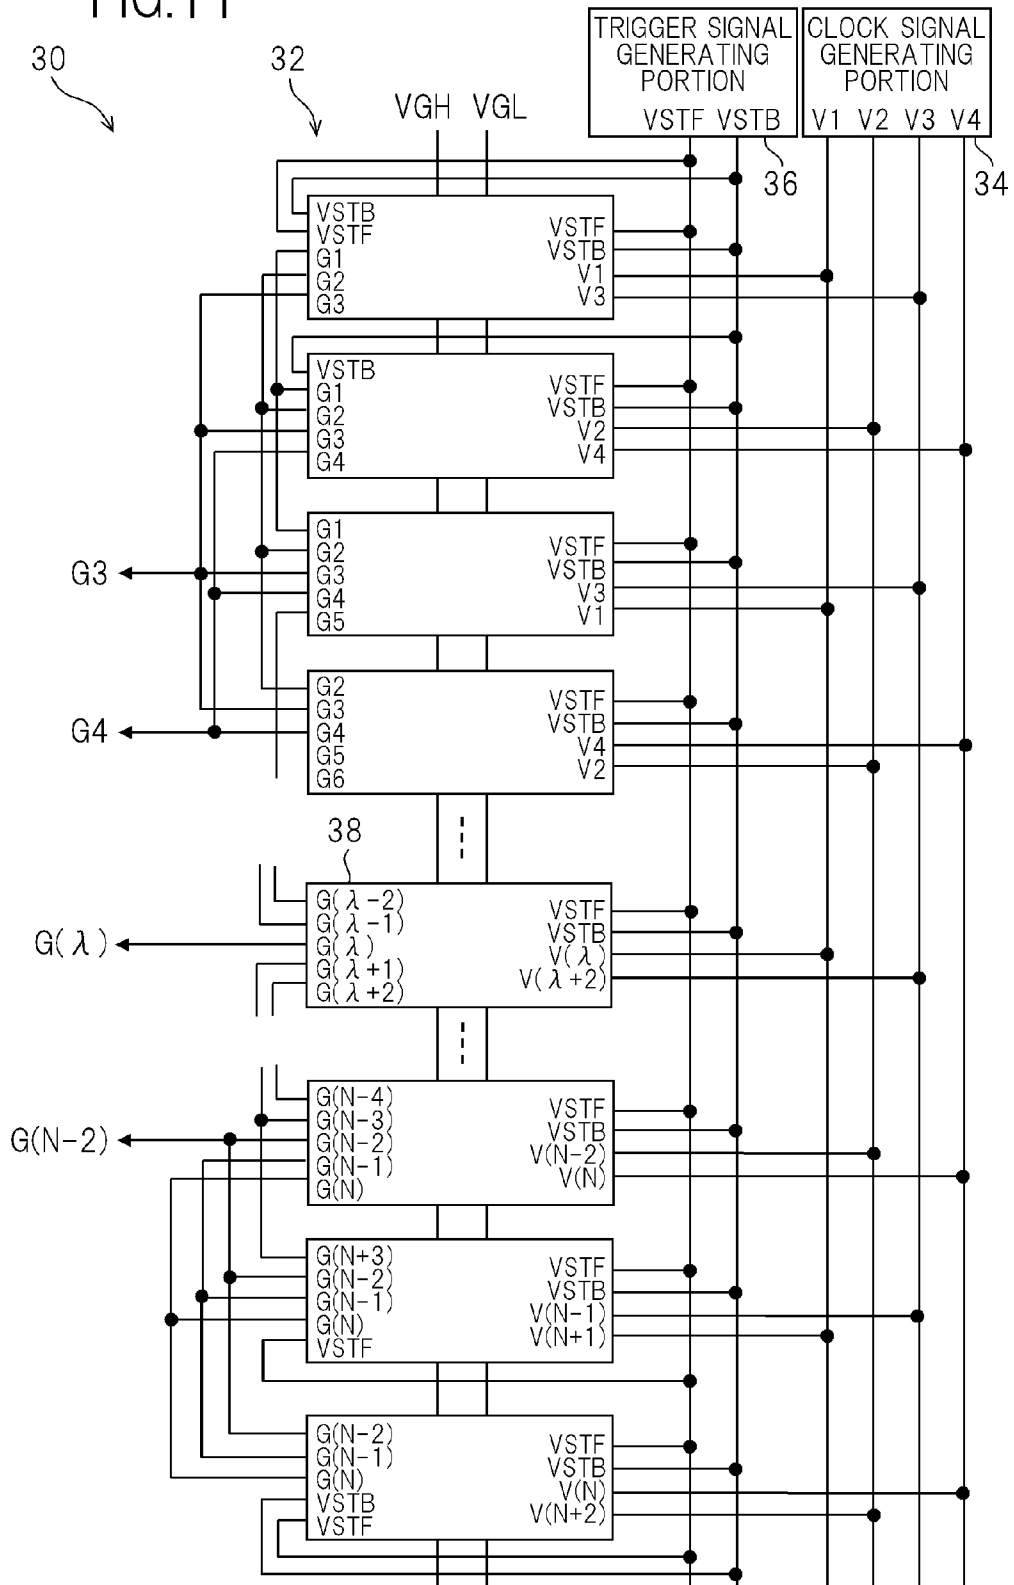 FIG.11
30
32
VGH VGL
TRIGGER SIGNAL
GENERATING
PORTION
VSTF VSTB
CLOCK SIGNAL
GENERATING
PORTION
V1 V2 V3 V4
36
34
VSTB
VSTF
G1
G2
G3
VSTF
VSTB
V1
V3
VSTB
G1
G2
G3
G4
VSTF
VSTB
V2
V4
G3
G1
G2
G3
G4
G5
VSTF
VSTB
V3
V1
G4
G2
G3
G4
G5
G6
VSTF
VSTB
V4
V2
38
G(λ)
G(λ-2)
G(λ-1)
G(λ)
G(λ+1)
G(λ+2)
VSTF
VSTB
V(λ)
V(λ+2)
G(N-2)
G(N-4)
G(N-3)
G(N-2)
G(N-1)
G(N)
VSTF
VSTB
V(N-2)
V(N)
G(N+3)
G(N-2)
G(N-1)
G(N)
VSTF
VSTF
VSTB
V(N-1)
V(N+1)
G(N-2)
G(N-1)
G(N)
VSTB
VSTF
VSTF
VSTB
V(N)
V(N+2)